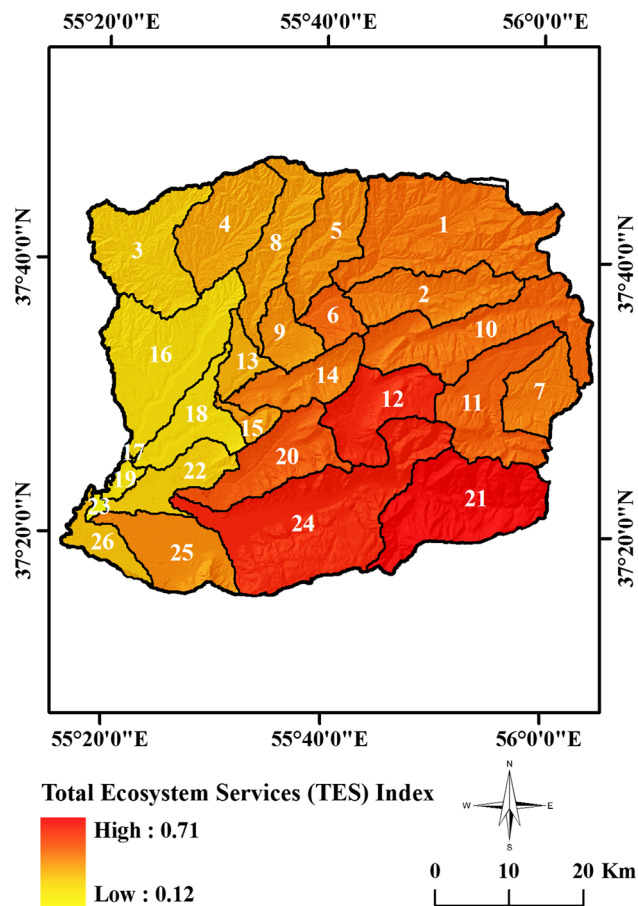 55°20'0"E 55°40'0"E 56°0'0"E
37°40'0"N
37°20'0"N
3
4
8
5
1
2
10
6
9
16
13
14
12
11
7
18
15
17
19
22
20
23
26
25
24
21
37°40'0"N
37°20'0"N
55°20'0"E 55°40'0"E 56°0'0"E
Total Ecosystem Services (TES) Index
High : 0.71
Low : 0.12
N
W E
S
0 10 20 Km